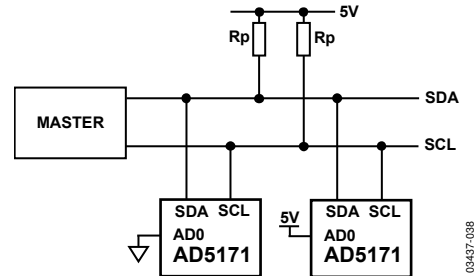 5V
Rp Rp
SDA
MASTER
SCL
SDA SCL
AD0
AD5171
5V
SDA SCL
AD0
AD5171
03437-038